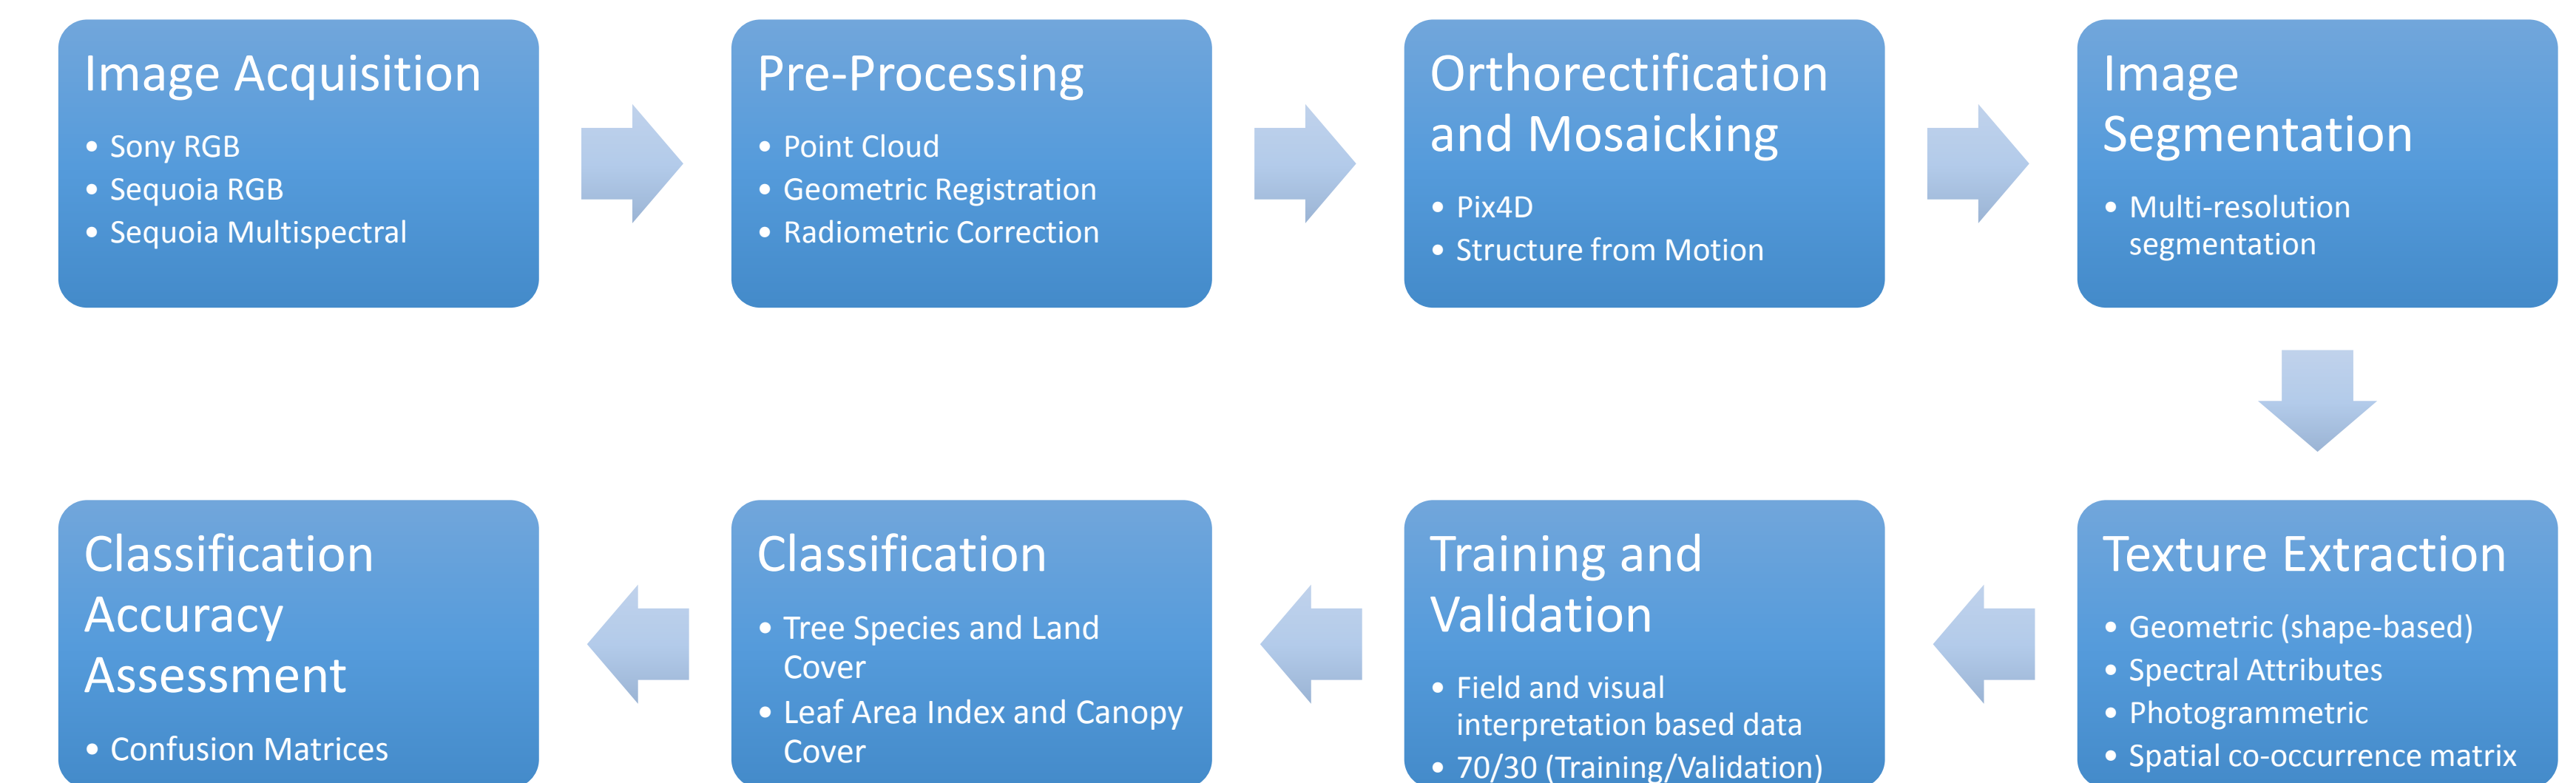 Image Acquisition
• Sony RGB
• Sequoia RGB
• Sequoia Multispectral
Pre-Processing
• Point Cloud
• Geometric Registration
• Radiometric Correction
Orthorectification
and Mosaicking
• Pix4D
• Structure from Motion
Image
Segmentation
• Multi-resolution
segmentation
Texture Extraction
• Geometric (shape-based)
• Spectral Attributes
• Photogrammetric
• Spatial co-occurrence matrix
Training and
Validation
• Field and visual
interpretation based data
• 70/30 (Training/Validation)
Classification
• Tree Species and Land
Cover
• Leaf Area Index and Canopy
Cover
Classification
Accuracy
Assessment
• Confusion Matrices